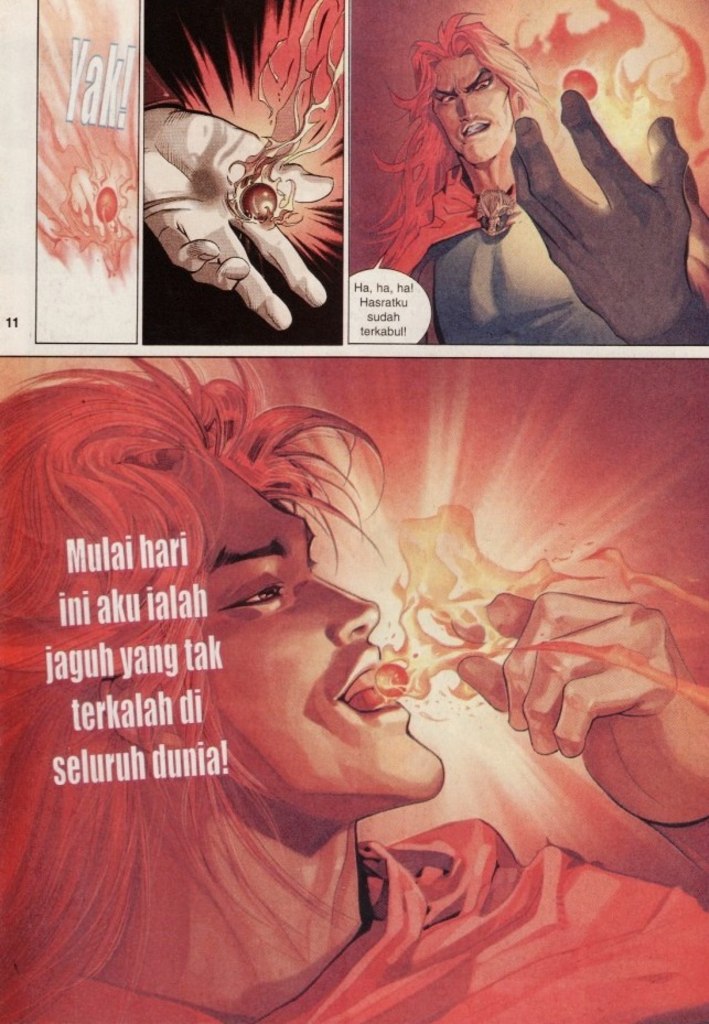 Yak!
Ha, ha, ha!
Hasratku
sudah
terkabul!
11
Mulai hari
ini aku ialah
jaguh yang tak
terkalah di
seluruh dunia!